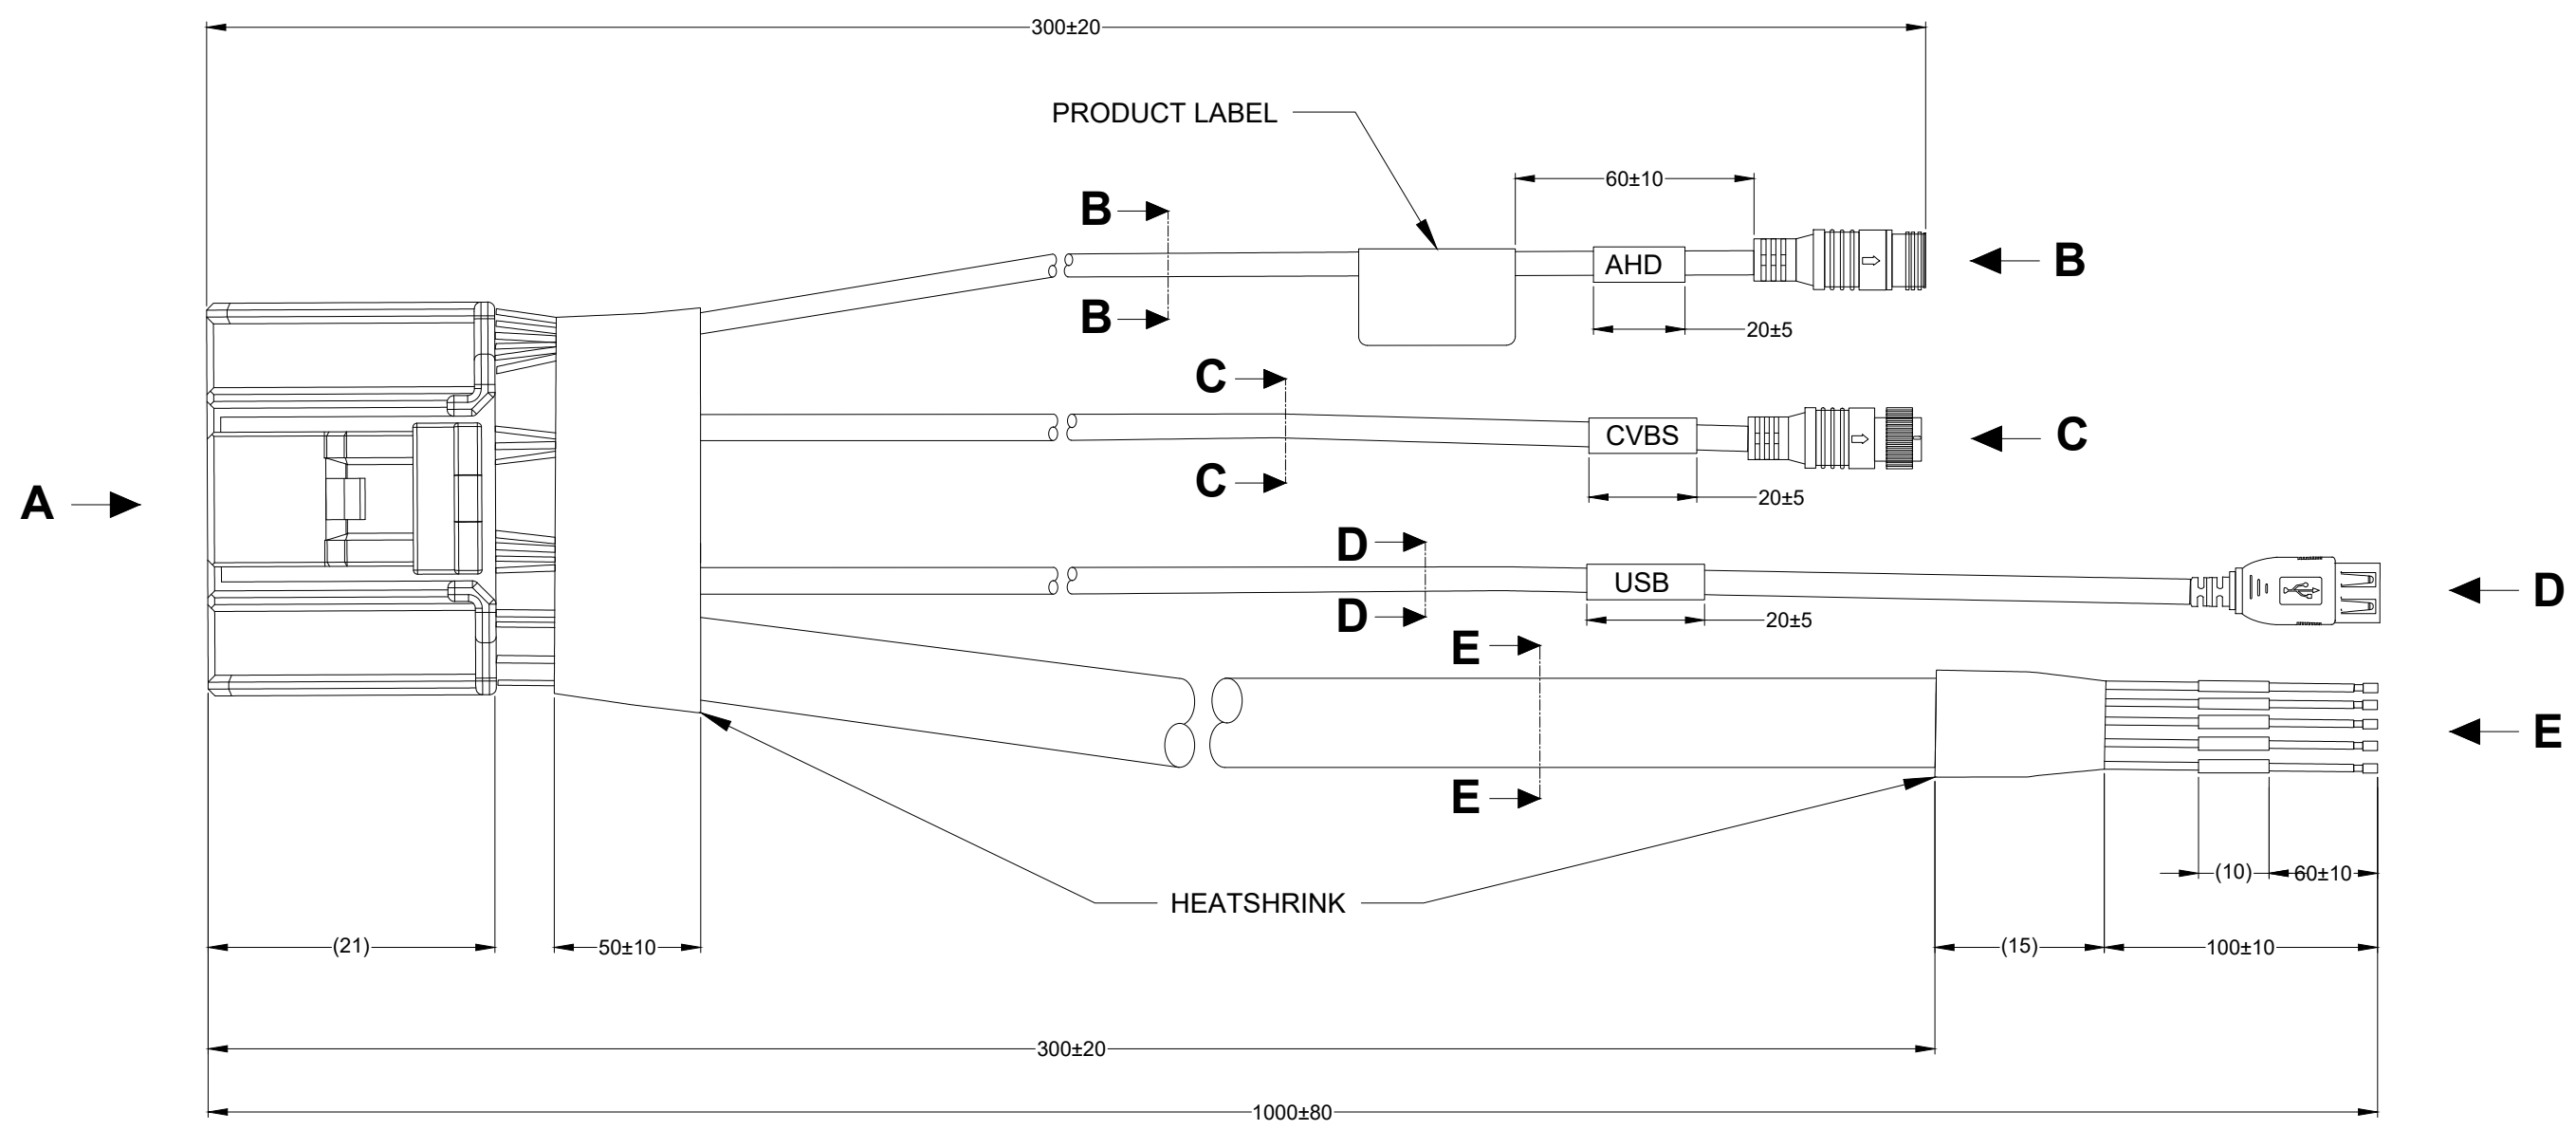 300±20
PRODUCT LABEL
60±10
B
AHD
B
B
20±5
C
CVBS
C
C
20±5
A
D
USB
D
D
20±5
E
E
E
(10)
60±10
HEATSHRINK
(21)
50±10
(15)
100±10
300±20
1000±80